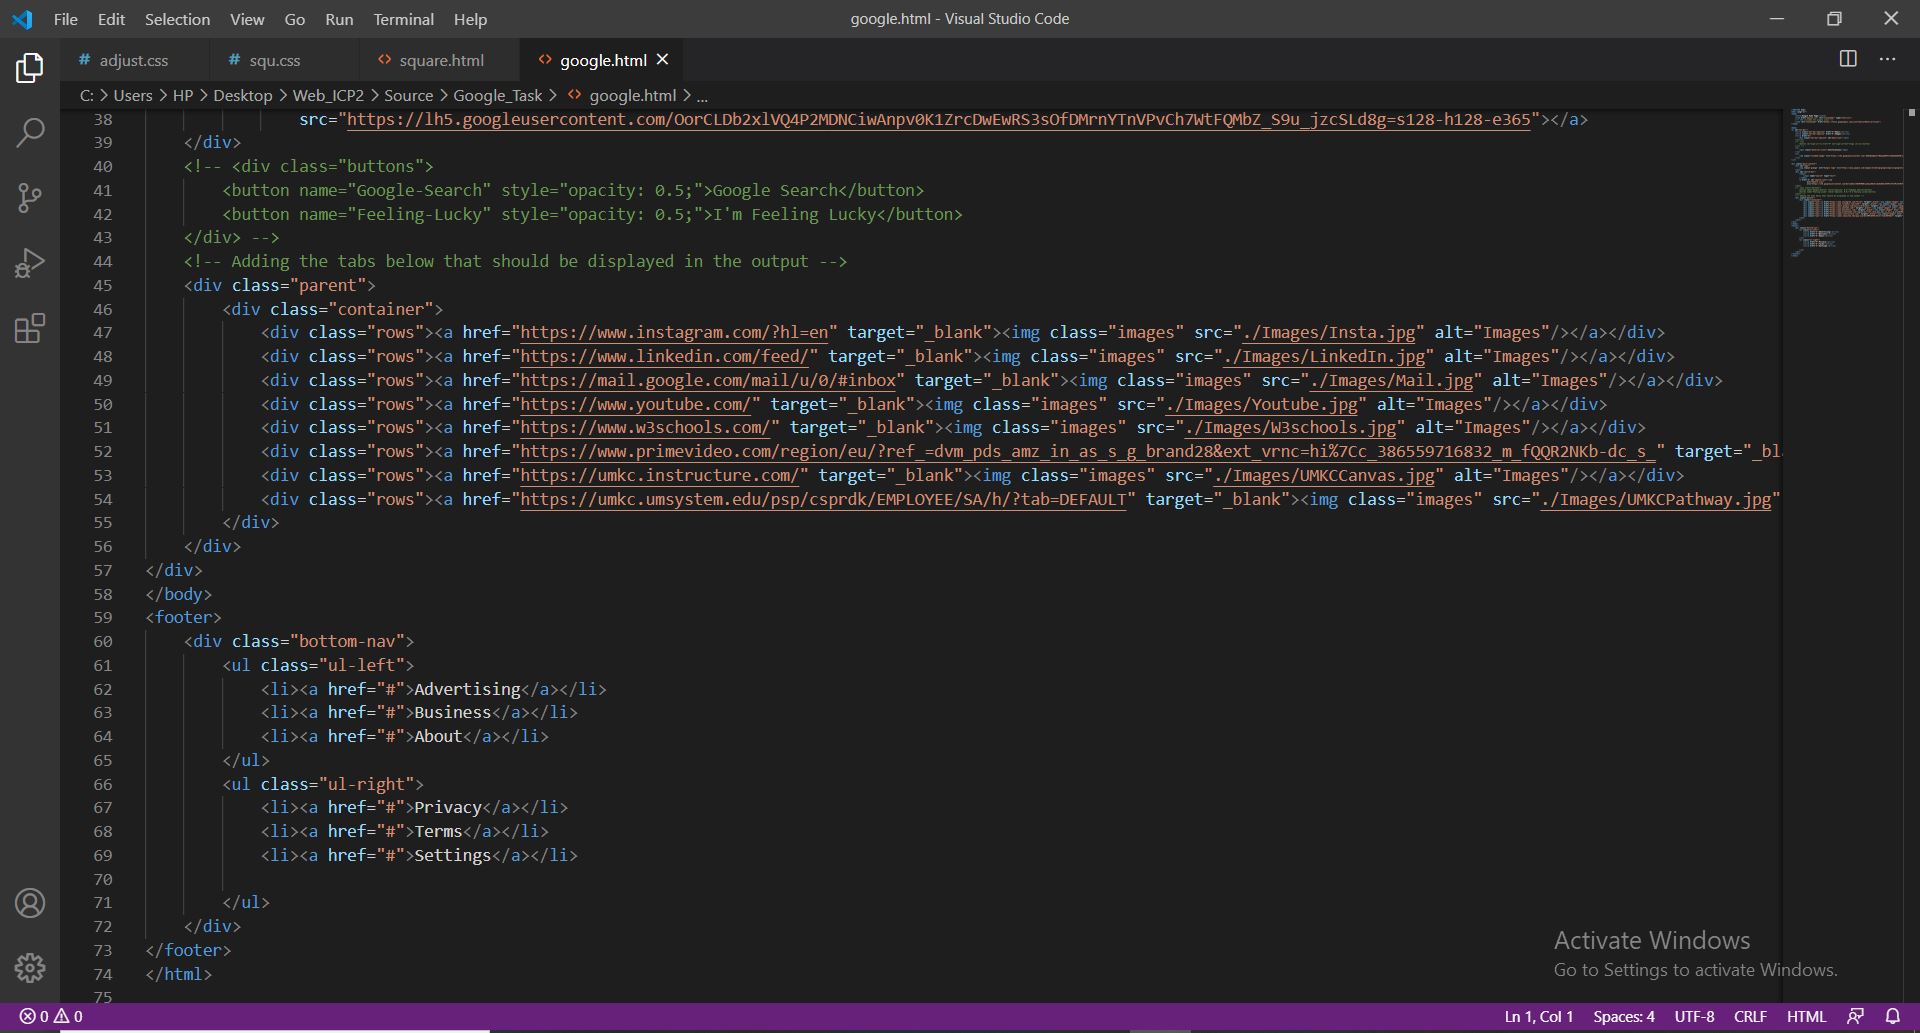 File Edit Selection View Go Run Terminal Help
google.html - Visual Studio Code
# adjust.css # squ.css <> square.html <> google.html
C: > Users > HP > Desktop > Web_ICP2 > Source > Google_Task > <> google.html > ...
38 src="https://lh5.googleusercontent.com/OorCLDb2xlVQ4P2MDNCiwAnpv0K1ZrcDwEwRS3sOfDMrnYTnVPvCh7WtFQMbZ_S9u_jzcSLd8g=s128-h128-e365"></a>
39 </div>
40 <!-- <div class="buttons">
41 <button name="Google-Search" style="opacity: 0.5;">Google Search</button>
42 <button name="Feeling-Lucky" style="opacity: 0.5;">I'm Feeling Lucky</button>
43 </div> -->
44 <!-- Adding the tabs below that should be displayed in the output -->
45 <div class="parent">
46 <div class="container">
47 <div class="rows"><a href="https://www.instagram.com/?hl=en" target="_blank"><img class="images" src="./Images/Insta.jpg" alt="Images"/></a></div>
48 <div class="rows"><a href="https://www.linkedin.com/feed/" target="_blank"><img class="images" src="./Images/LinkedIn.jpg" alt="Images"/></a></div>
49 <div class="rows"><a href="https://mail.google.com/mail/u/0/#inbox" target="_blank"><img class="images" src="./Images/Mail.jpg" alt="Images"/></a></div>
50 <div class="rows"><a href="https://www.youtube.com/" target="_blank"><img class="images" src="./Images/Youtube.jpg" alt="Images"/></a></div>
51 <div class="rows"><a href="https://www.w3schools.com/" target="_blank"><img class="images" src="./Images/W3schools.jpg" alt="Images"/></a></div>
52 <div class="rows"><a href="https://www.primevideo.com/region/eu/?ref_=dvm_pds_amz_in_as_s_g_brand28&ext_vrnc=hi%7Cc_386559716832_m_fQQR2NKb-dc_s_" target="_bl
53 <div class="rows"><a href="https://umkc.instructure.com/" target="_blank"><img class="images" src="./Images/UMKCCanvas.jpg" alt="Images"/></a></div>
54 <div class="rows"><a href="https://umkc.umsystem.edu/psp/csprdk/EMPLOYEE/SA/h/?tab=DEFAULT" target="_blank"><img class="images" src="./Images/UMKCPathway.jpg"
55 </div>
56 </div>
57 </div>
58 </body>
59 <footer>
60 <div class="bottom-nav">
61 <ul class="ul-left">
62 <li><a href="#">Advertising</a></li>
63 <li><a href="#">Business</a></li>
64 <li><a href="#">About</a></li>
65 </ul>
66 <ul class="ul-right">
67 <li><a href="#">Privacy</a></li>
68 <li><a href="#">Terms</a></li>
69 <li><a href="#">Settings</a></li>
70
71 </ul>
72 </div>
73 </footer>
74 </html>
75
Activate Windows
Go to Settings to activate Windows.
0 0 Ln 1, Col 1 Spaces: 4 UTF-8 CRLF HTML